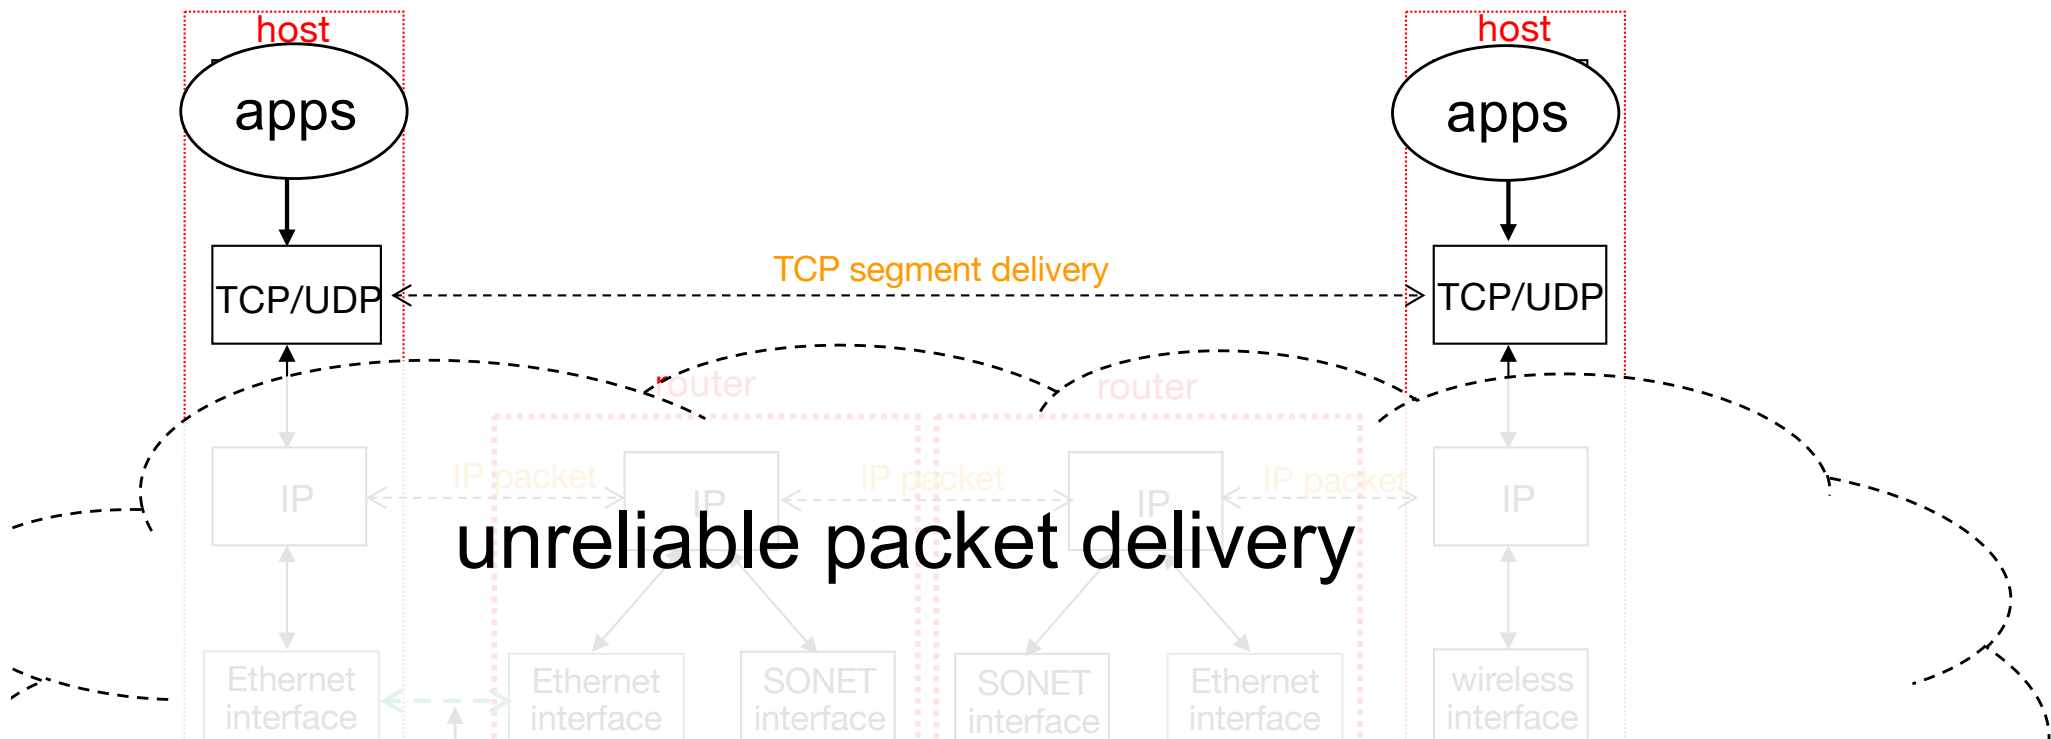 host
host
apps
apps
TCP segment delivery
TCP/UDP
TCP/UDP
router
router
IP packet
IP packet
IP packet
IP
IP
IP
IP
unreliable packet delivery
Ethernet
interface
Ethernet
interface
SONET
interface
SONET
interface
Ethernet
interface
wireless
interface